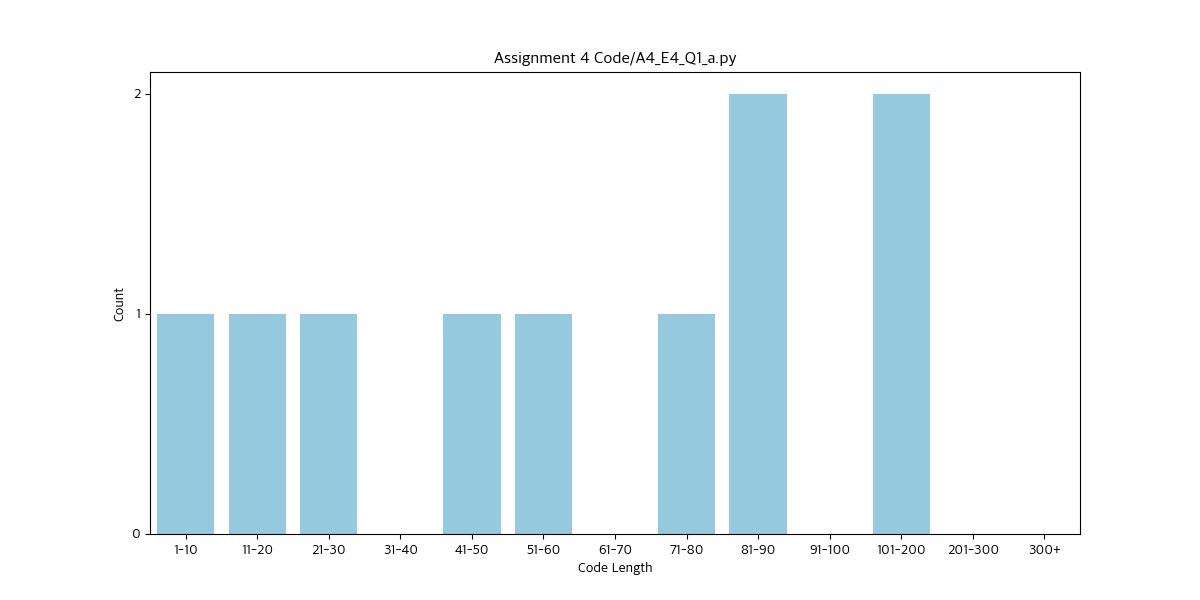 Assignment 4 Code/A4_E4_Q1_a.py
2
1
0
Count
1-10 11-20 21-30 31-40 41-50 51-60 61-70 71-80 81-90 91-100 101-200 201-300 300+
Code Length